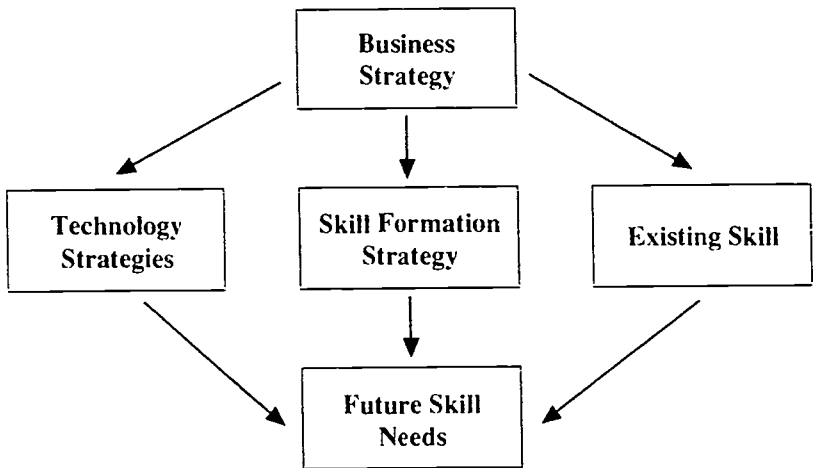 Business
Strategy
Technology
Strategies
Skill Formation
Strategy
Existing Skill
Future Skill
Needs